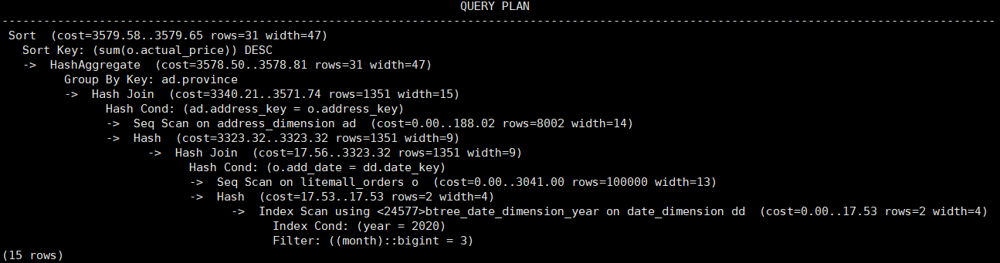 QUERY PLAN
--------------------------------------------------------------------------------------------------------------------------------------------
Sort  (cost=3579.58..3579.65 rows=31 width=47)
  Sort Key: (sum(o.actual_price)) DESC
  ->  HashAggregate  (cost=3578.50..3578.81 rows=31 width=47)
        Group By Key: ad.province
        ->  Hash Join  (cost=3340.21..3571.74 rows=1351 width=15)
              Hash Cond: (ad.address_key = o.address_key)
              ->  Seq Scan on address_dimension ad  (cost=0.00..188.02 rows=8002 width=14)
              ->  Hash  (cost=3323.32..3323.32 rows=1351 width=9)
                    ->  Hash Join  (cost=17.56..3323.32 rows=1351 width=9)
                          Hash Cond: (o.add_date = dd.date_key)
                          ->  Seq Scan on litemall_orders o  (cost=0.00..3041.00 rows=100000 width=13)
                          ->  Hash  (cost=17.53..17.53 rows=2 width=4)
                                ->  Index Scan using <24577>btree_date_dimension_year on date_dimension dd  (cost=0.00..17.53 rows=2 width=4)
                                      Index Cond: (year = 2020)
                                      Filter: ((month)::bigint = 3)
(15 rows)